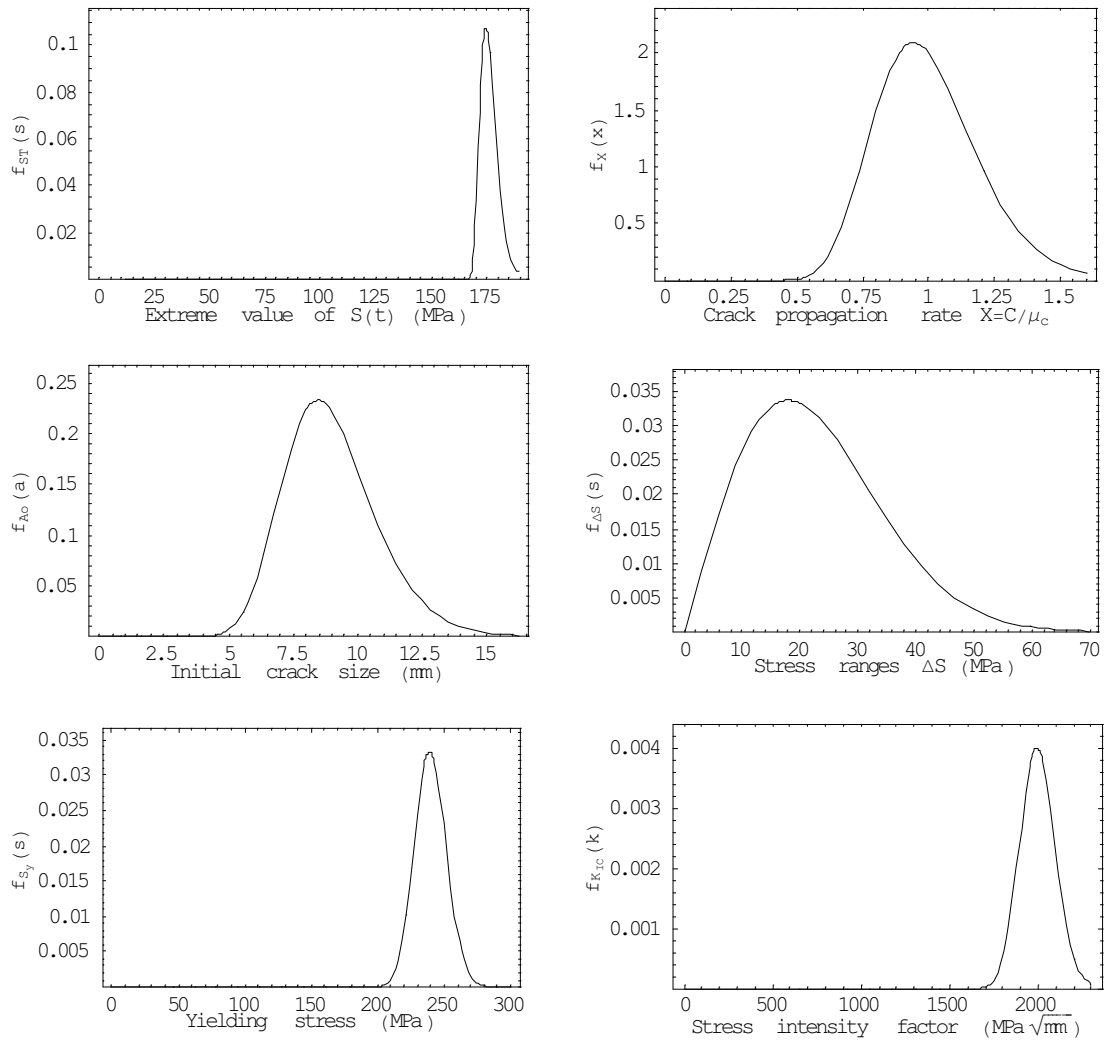 f_ST(s)
0.1
0.08
0.06
0.04
0.02
0 25 50 75 100 125 150 175
Extreme value of S(t) (MPa)
f_X(x)
2
1.5
1
0.5
0 0.25 0.5 0.75 1 1.25 1.5
Crack propagation rate X=C/μ_c
f_Ao(a)
0.25
0.2
0.15
0.1
0.05
0 2.5 5 7.5 10 12.5 15
Initial crack size (mm)
f_ΔS(s)
0.035
0.03
0.025
0.02
0.015
0.01
0.005
0 10 20 30 40 50 60 70
Stress ranges ΔS (MPa)
f_S_y(s)
0.035
0.03
0.025
0.02
0.015
0.01
0.005
0 50 100 150 200 250 300
Yielding stress (MPa)
f_K_IC(k)
0.004
0.003
0.002
0.001
0 500 1000 1500 2000
Stress intensity factor (MPa√mm)